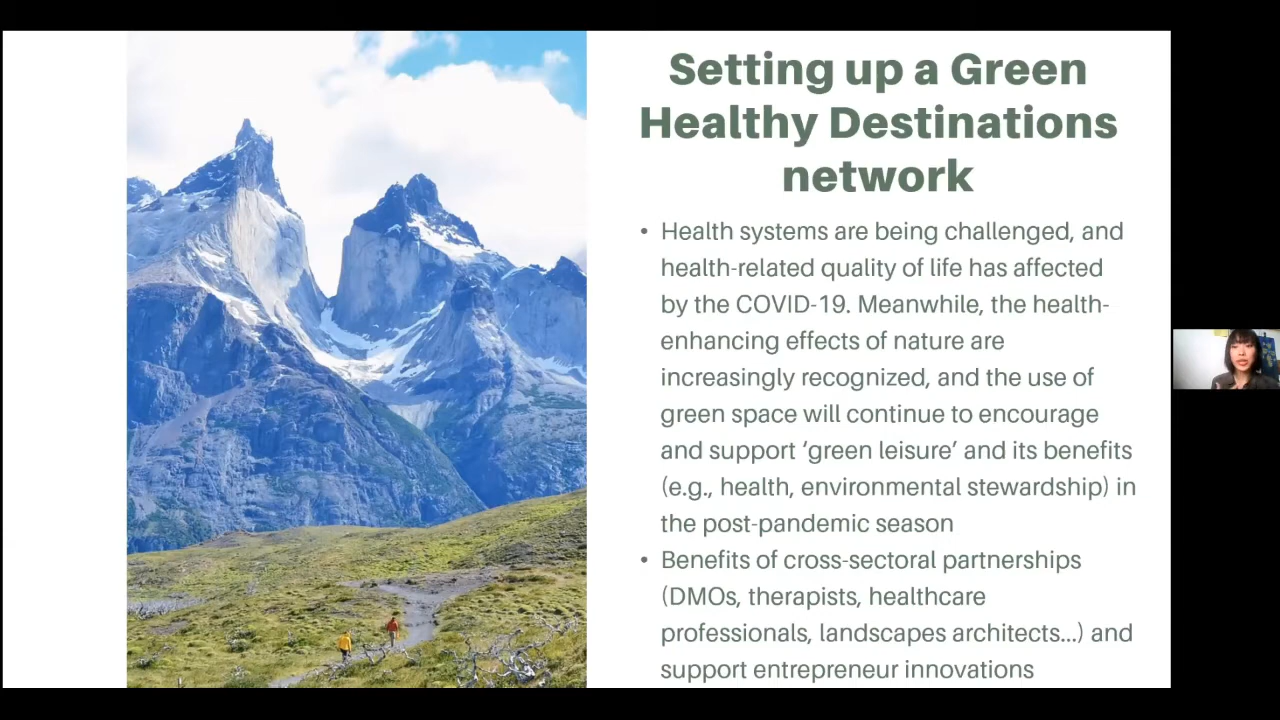 Setting up a Green
Healthy Destinations
network
• Health systems are being challenged, and
health-related quality of life has affected
by the COVID-19. Meanwhile, the health-
enhancing effects of nature are
increasingly recognized, and the use of
green space will continue to encourage
and support ‘green leisure’ and its benefits
(e.g., health, environmental stewardship) in
the post-pandemic season
• Benefits of cross-sectoral partnerships
(DMOs, therapists, healthcare
professionals, landscapes architects...) and
support entrepreneur innovations